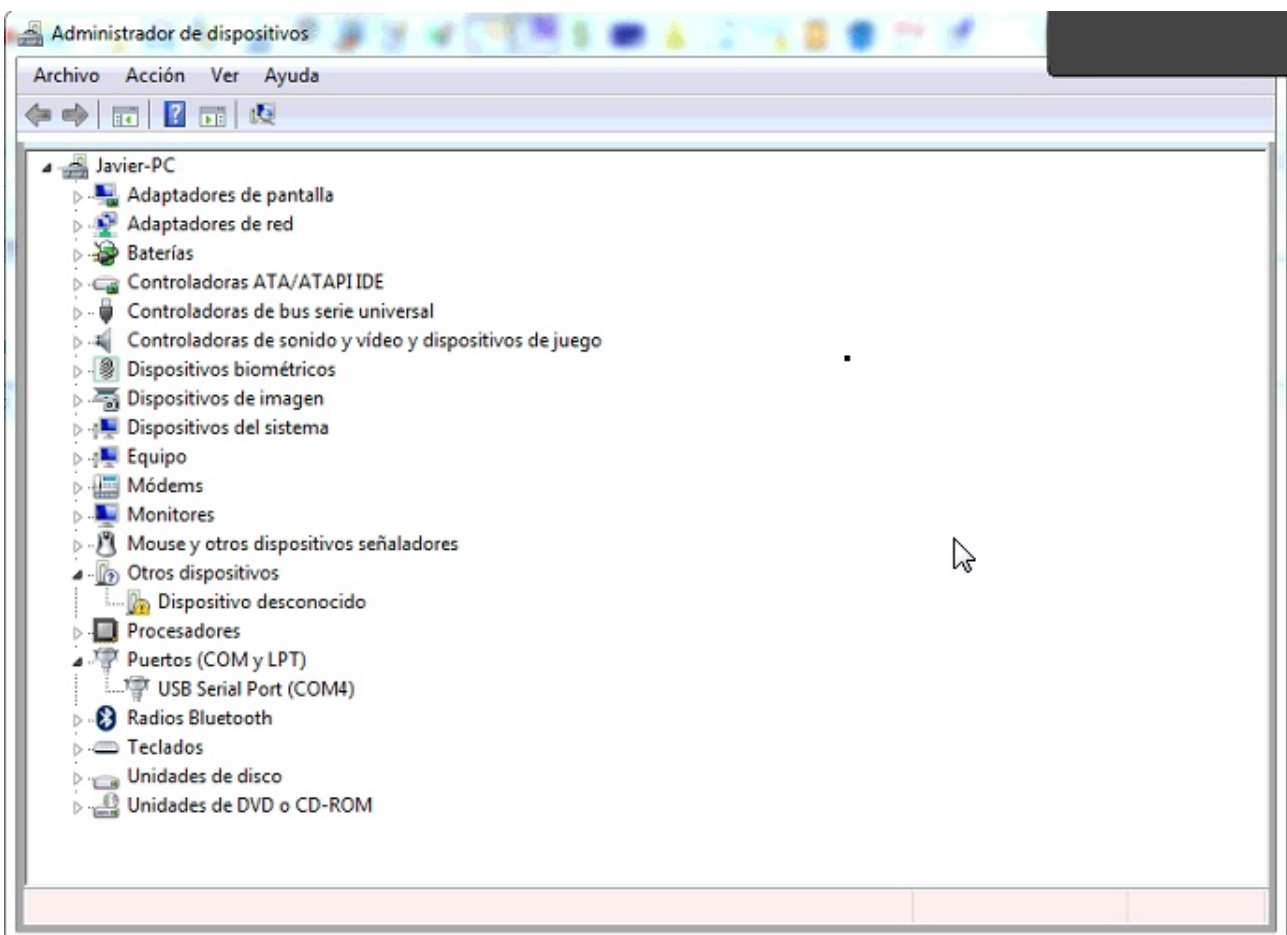 Administrador de dispositivos
Archivo Acción Ver Ayuda
Javier-PC
Adaptadores de pantalla
Adaptadores de red
Baterías
Controladoras ATA/ATAPI IDE
Controladoras de bus serie universal
Controladoras de sonido y vídeo y dispositivos de juego
Dispositivos biométricos
Dispositivos de imagen
Dispositivos del sistema
Equipo
Módems
Monitores
Mouse y otros dispositivos señaladores
Otros dispositivos
Dispositivo desconocido
Procesadores
Puertos (COM y LPT)
USB Serial Port (COM4)
Radios Bluetooth
Teclados
Unidades de disco
Unidades de DVD o CD-ROM